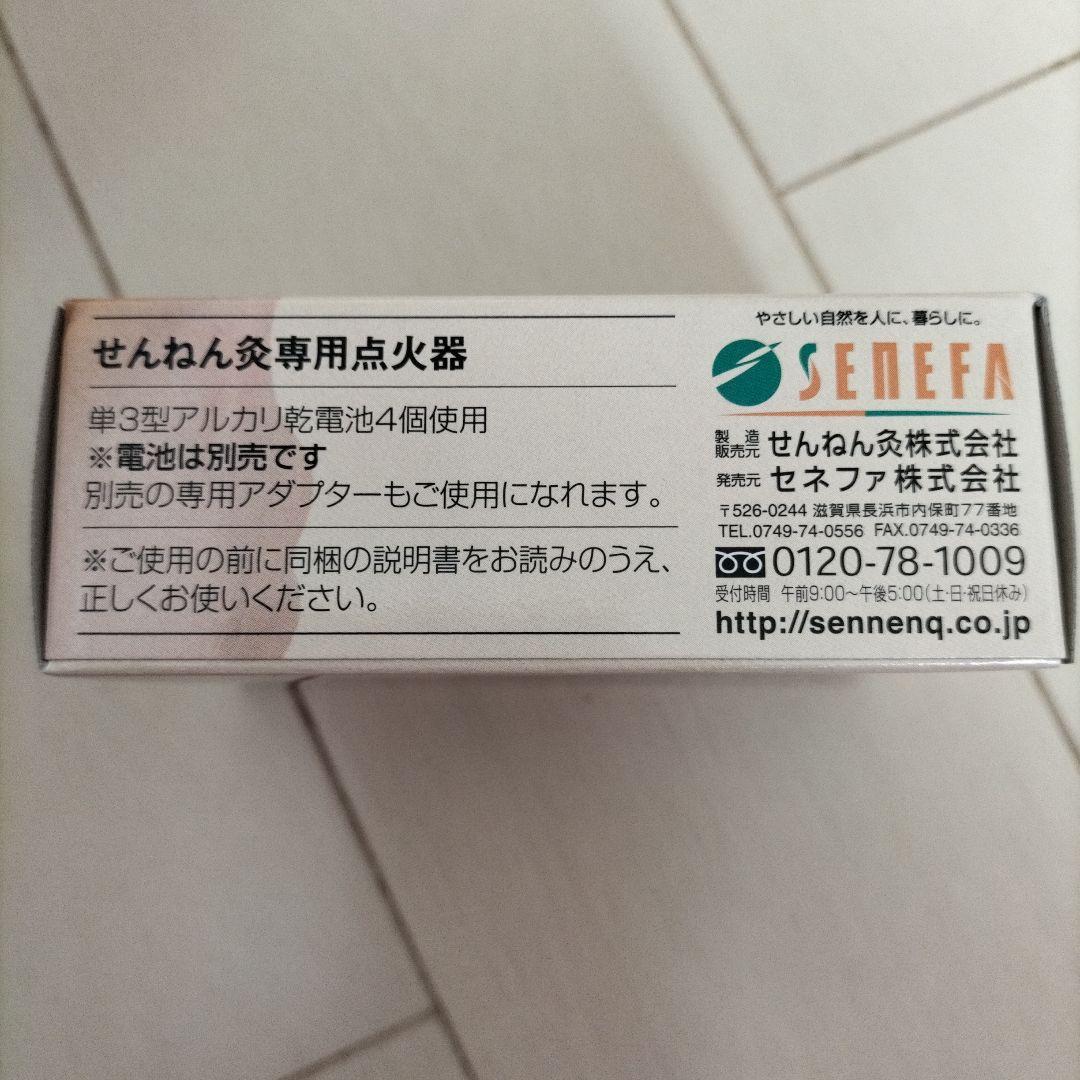 せんねん灸専用点火器
単3型アルカリ乾電池4個使用
※電池は別売です
別売の専用アダプターもご使用になれます。
※ご使用の前に同梱の説明書をお読みのうえ、
正しくお使いください。
やさしい自然を人に、暮らしに。
SENEFA
製造販売元 せんねん灸株式会社
発売元 セネファ株式会社
〒526-0244 滋賀県長浜市内保町77番地
TEL.0749-74-0556 FAX.0749-74-0336
0120-78-1009
受付時間 午前9:00〜午後5:00(土・日・祝日休み)
http://sennenq.co.jp